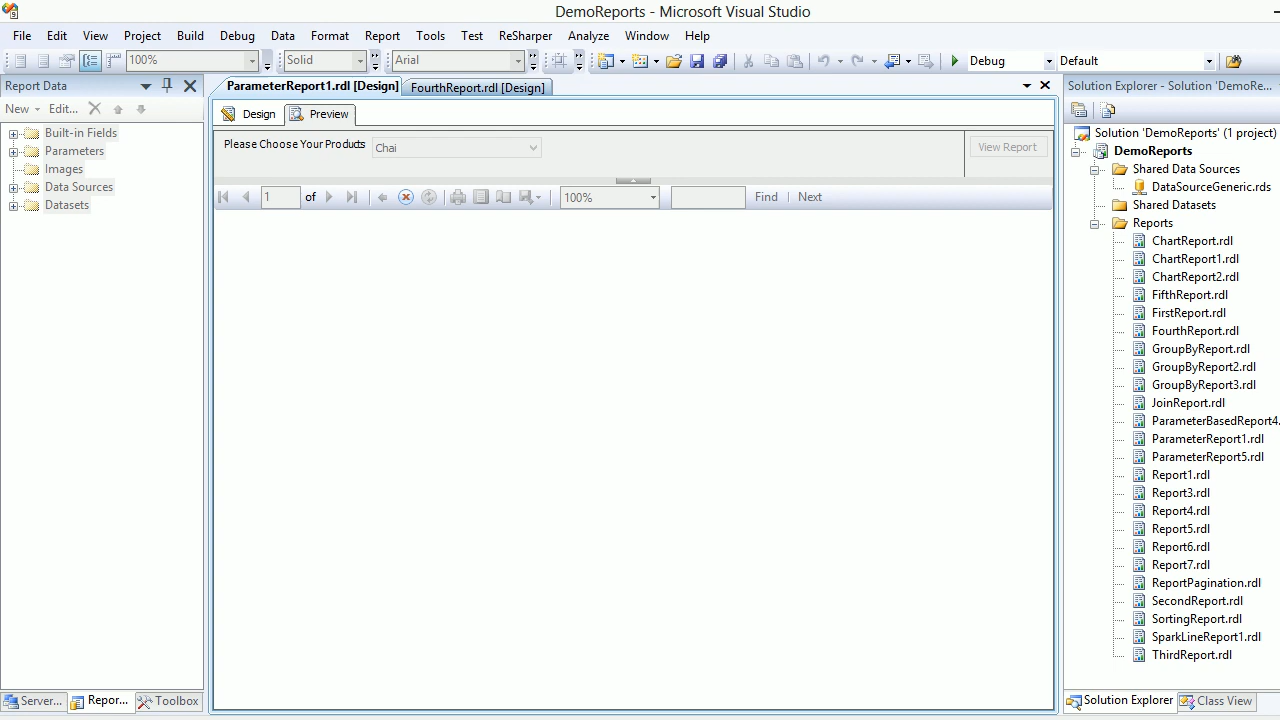 DemoReports - Microsoft Visual Studio
File Edit View Project Build Debug Data Format Report Tools Test ReSharper Analyze Window Help
100% Solid Arial Debug Default
Report Data
New Edit...
Built-in Fields
Parameters
Images
Data Sources
Datasets
Server... Repor... Toolbox
ParameterReport1.rdl [Design] FourthReport.rdl [Design]
Design Preview
Please Choose Your Products Chai View Report
1 of 100% Find Next
Solution Explorer - Solution 'DemoRe...
Solution 'DemoReports' (1 project)
DemoReports
Shared Data Sources
DataSourceGeneric.rds
Shared Datasets
Reports
ChartReport.rdl
ChartReport1.rdl
ChartReport2.rdl
FifthReport.rdl
FirstReport.rdl
FourthReport.rdl
GroupByReport.rdl
GroupByReport2.rdl
GroupByReport3.rdl
JoinReport.rdl
ParameterBasedReport4.
ParameterReport1.rdl
ParameterReport5.rdl
Report1.rdl
Report3.rdl
Report4.rdl
Report5.rdl
Report6.rdl
Report7.rdl
ReportPagination.rdl
SecondReport.rdl
SortingReport.rdl
SparkLineReport1.rdl
ThirdReport.rdl
Solution Explorer Class View